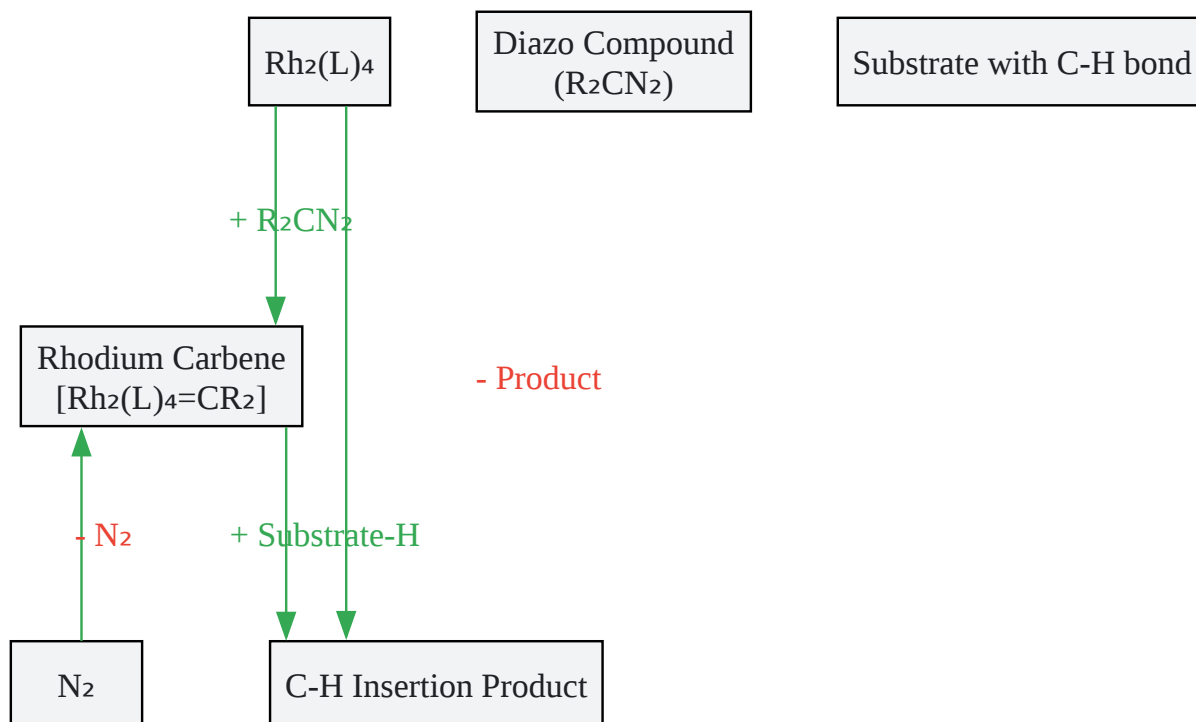 Rh₂(L)₄
Diazo Compound
(R₂CN₂)
Substrate with C-H bond
+ R₂CN₂
Rhodium Carbene
[Rh₂(L)₄=CR₂]
- Product
- N₂
+ Substrate-H
N₂
C-H Insertion Product